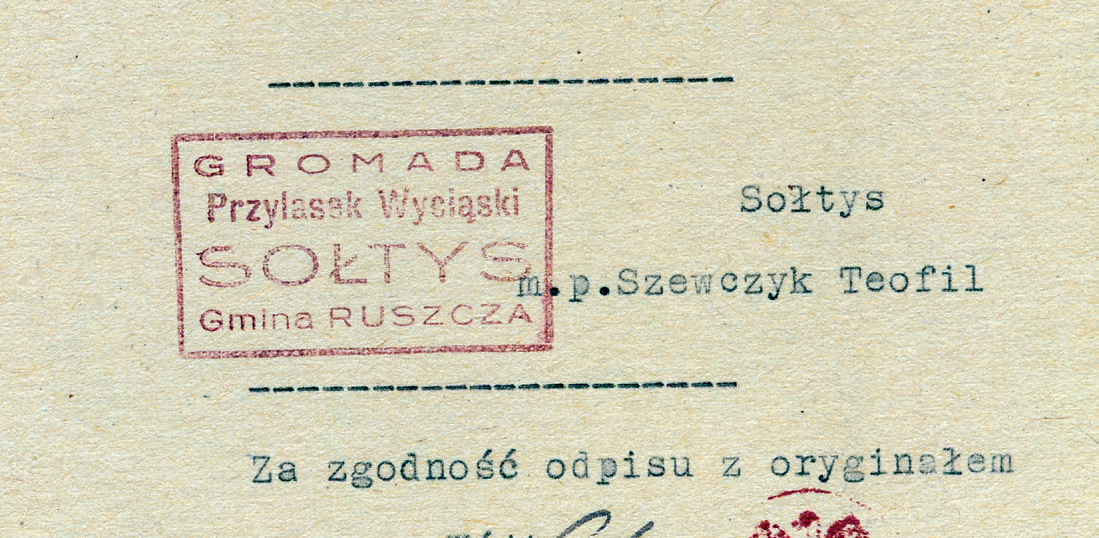 GROMADA
Przylasek Wyciąski
SOŁTYS
Gmina RUSZCZA
Sołtys
m.p.Szewczyk Teofil
Za zgodność odpisu z oryginałem